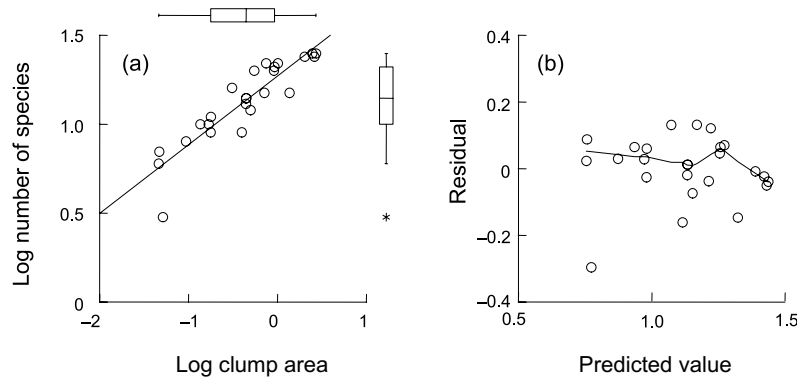 (a)
Log number of species
1.5
1.0
0.5
0
–2
–1
0
1
Log clump area
*
(b)
Residual
0.4
0.2
0
–0.2
–0.4
0.5
1.0
1.5
Predicted value